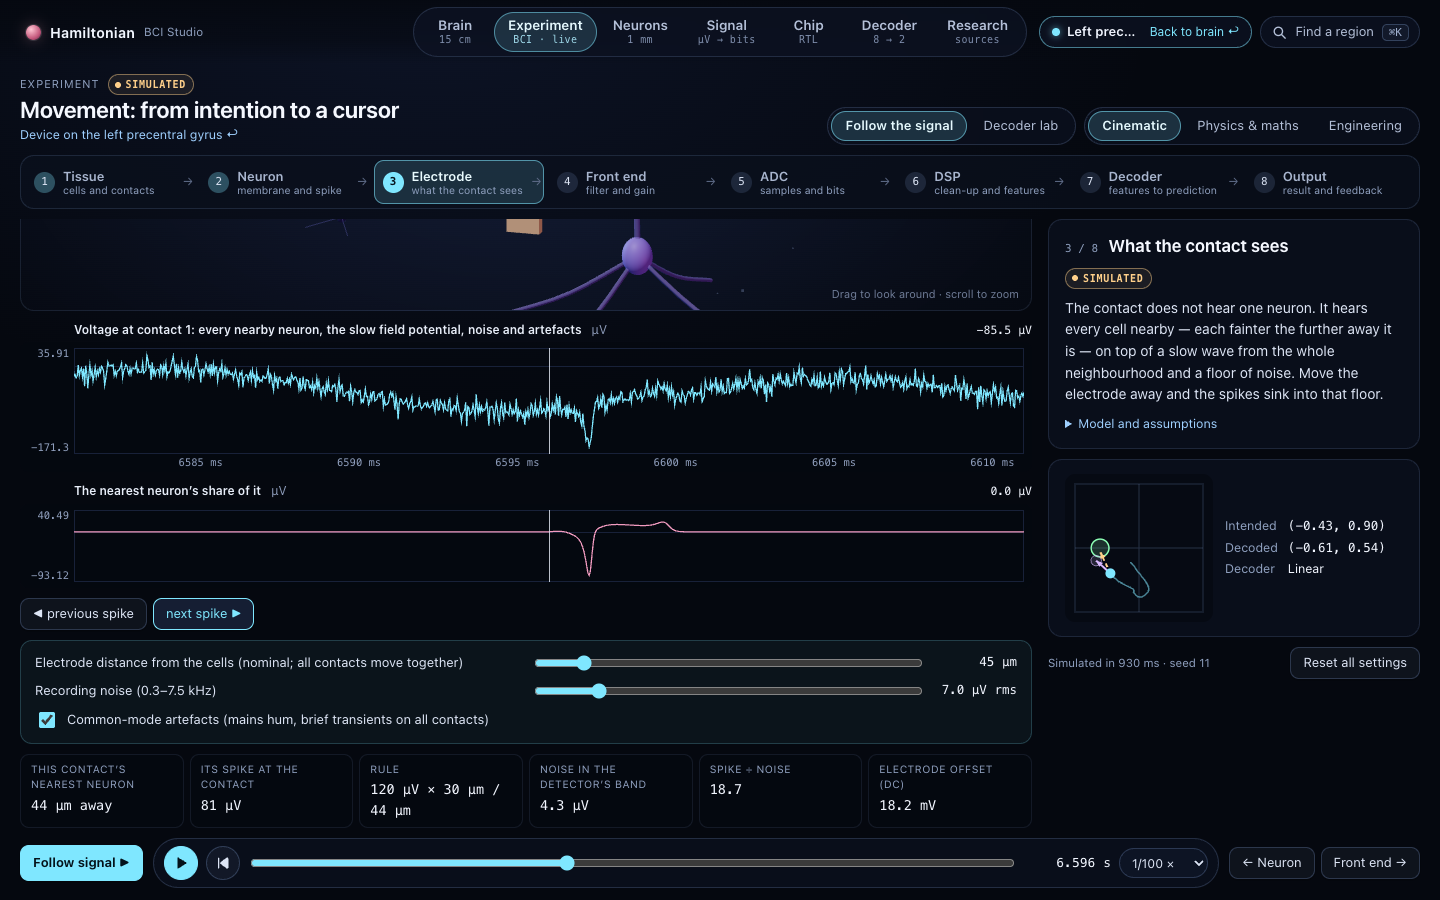 Hamiltonian BCI Studio
Brain
15 cm
Experiment
BCI · live
Neurons
1 mm
Signal
μV → bits
Chip
RTL
Decoder
8 → 2
Research
sources
Left prec... Back to brain ↩
Find a region ⌘K
EXPERIMENT SIMULATED
Movement: from intention to a cursor
Device on the left precentral gyrus ↩
Follow the signal Decoder lab
Cinematic Physics & maths Engineering
1 Tissue
cells and contacts
→
2 Neuron
membrane and spike
→
3 Electrode
what the contact sees
→
4 Front end
filter and gain
→
5 ADC
samples and bits
→
6 DSP
clean-up and features
→
7 Decoder
features to prediction
→
8 Output
result and feedback
Drag to look around · scroll to zoom
Voltage at contact 1: every nearby neuron, the slow field potential, noise and artefacts μV
−85.5 μV
35.91
−171.3
6585 ms 6590 ms 6595 ms 6600 ms 6605 ms 6610 ms
The nearest neuron's share of it μV
0.0 μV
40.49
−93.12
◀ previous spike
next spike ▶
Electrode distance from the cells (nominal; all contacts move together) 45 μm
Recording noise (0.3–7.5 kHz) 7.0 μV rms
Common-mode artefacts (mains hum, brief transients on all contacts)
THIS CONTACT'S
NEAREST NEURON
44 μm away
ITS SPIKE AT THE
CONTACT
81 μV
RULE
120 μV × 30 μm /
44 μm
NOISE IN THE
DETECTOR'S BAND
4.3 μV
SPIKE ÷ NOISE
18.7
ELECTRODE OFFSET
(DC)
18.2 mV
3 / 8 What the contact sees
SIMULATED
The contact does not hear one neuron. It hears
every cell nearby — each fainter the further away it
is — on top of a slow wave from the whole
neighbourhood and a floor of noise. Move the
electrode away and the spikes sink into that floor.
▶ Model and assumptions
Intended (−0.43, 0.90)
Decoded (−0.61, 0.54)
Decoder Linear
Simulated in 930 ms · seed 11
Reset all settings
Follow signal ▶
6.596 s
1/100 ×
← Neuron
Front end →